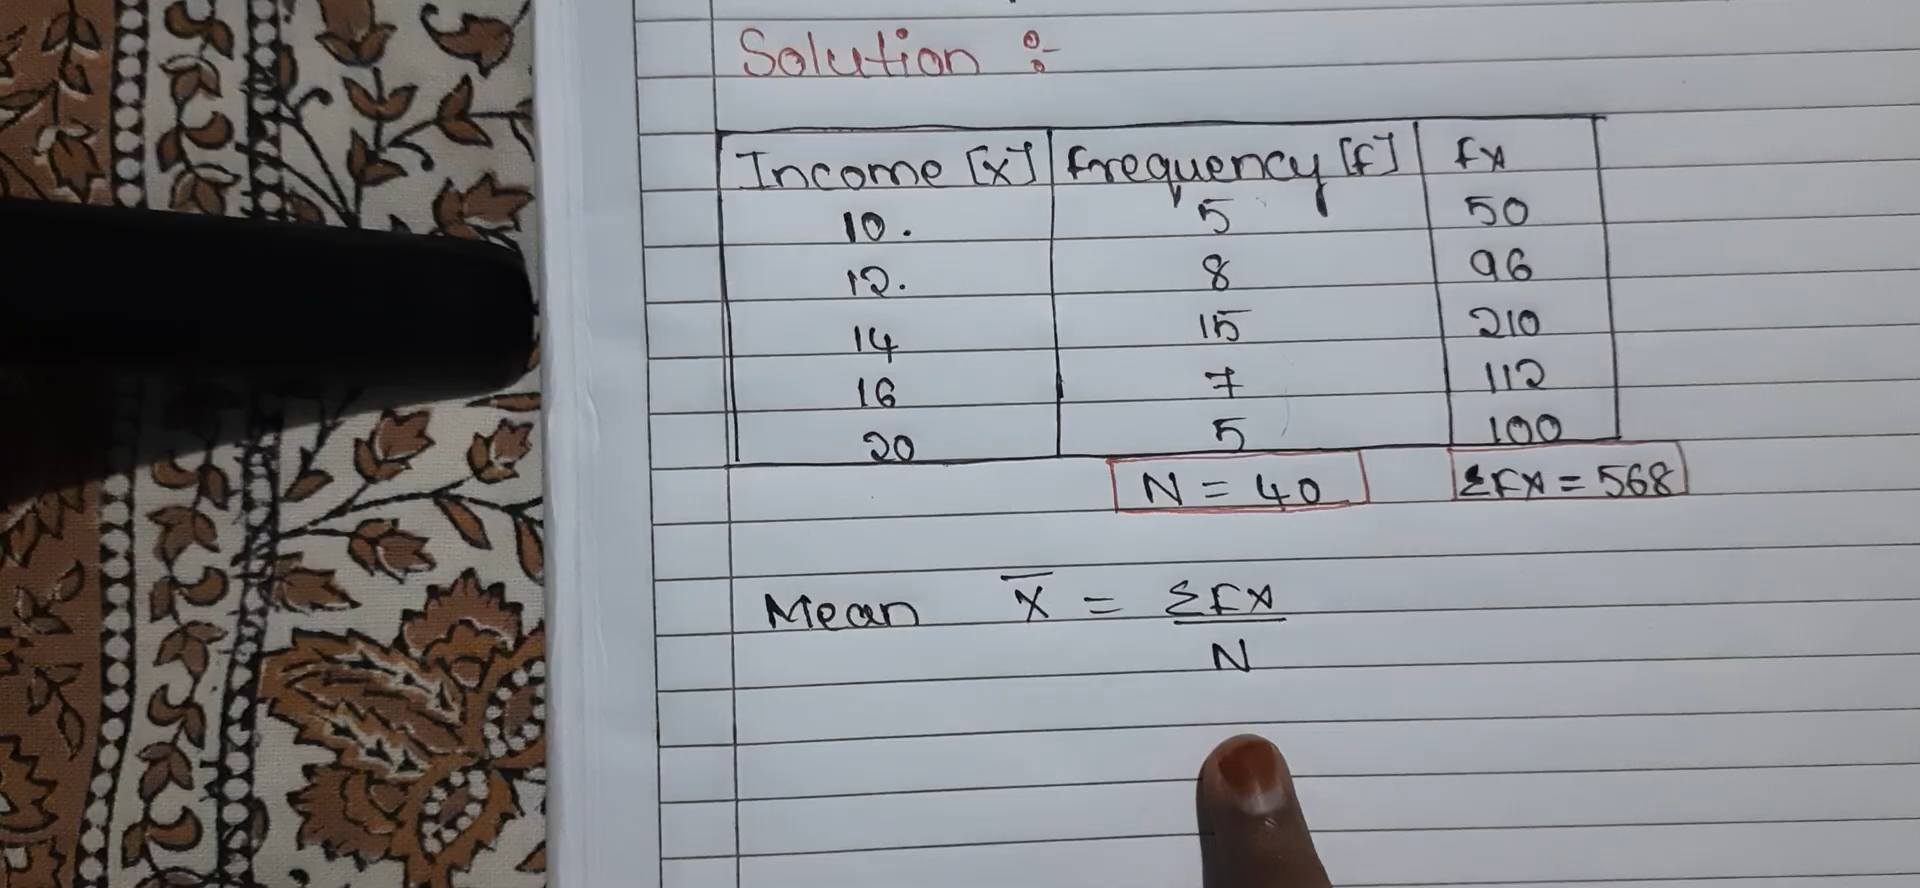 Solution :-
Income [x] Frequency [f] fx
10. 5 50
12. 8 96
14 15 210
16 7 112
20 5 100
N = 40 Σfx = 568
Mean x̅ = Σfx
N